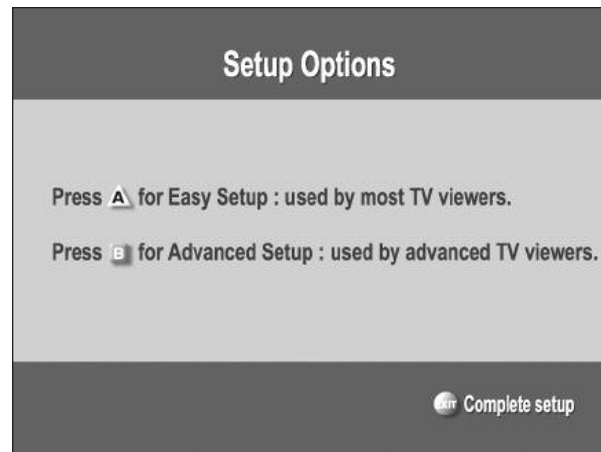 Setup Options
Press A for Easy Setup : used by most TV viewers.
Press B for Advanced Setup : used by advanced TV viewers.
EXIT Complete setup